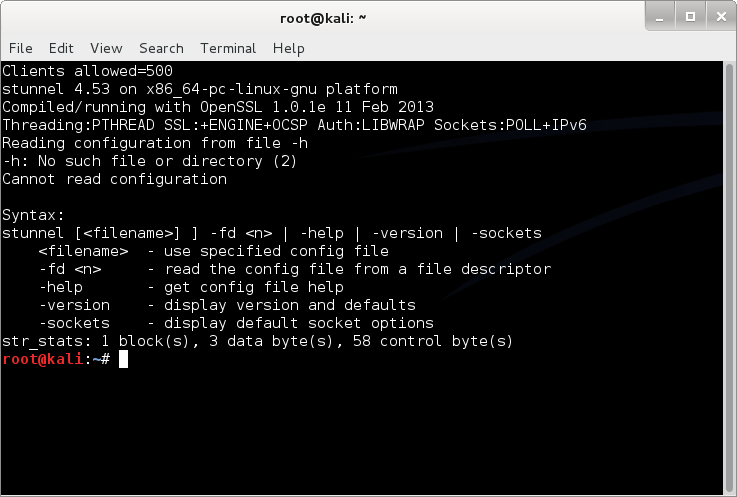 root@kali: ~
File Edit View Search Terminal Help
Clients allowed=500
stunnel 4.53 on x86_64-pc-linux-gnu platform
Compiled/running with OpenSSL 1.0.1e 11 Feb 2013
Threading:PTHREAD SSL:+ENGINE+OCSP Auth:LIBWRAP Sockets:POLL+IPv6
Reading configuration from file -h
-h: No such file or directory (2)
Cannot read configuration

Syntax:
stunnel [<filename>] ] -fd <n> | -help | -version | -sockets
    <filename>  - use specified config file
    -fd <n>     - read the config file from a file descriptor
    -help       - get config file help
    -version    - display version and defaults
    -sockets    - display default socket options
str_stats: 1 block(s), 3 data byte(s), 58 control byte(s)
root@kali:~#